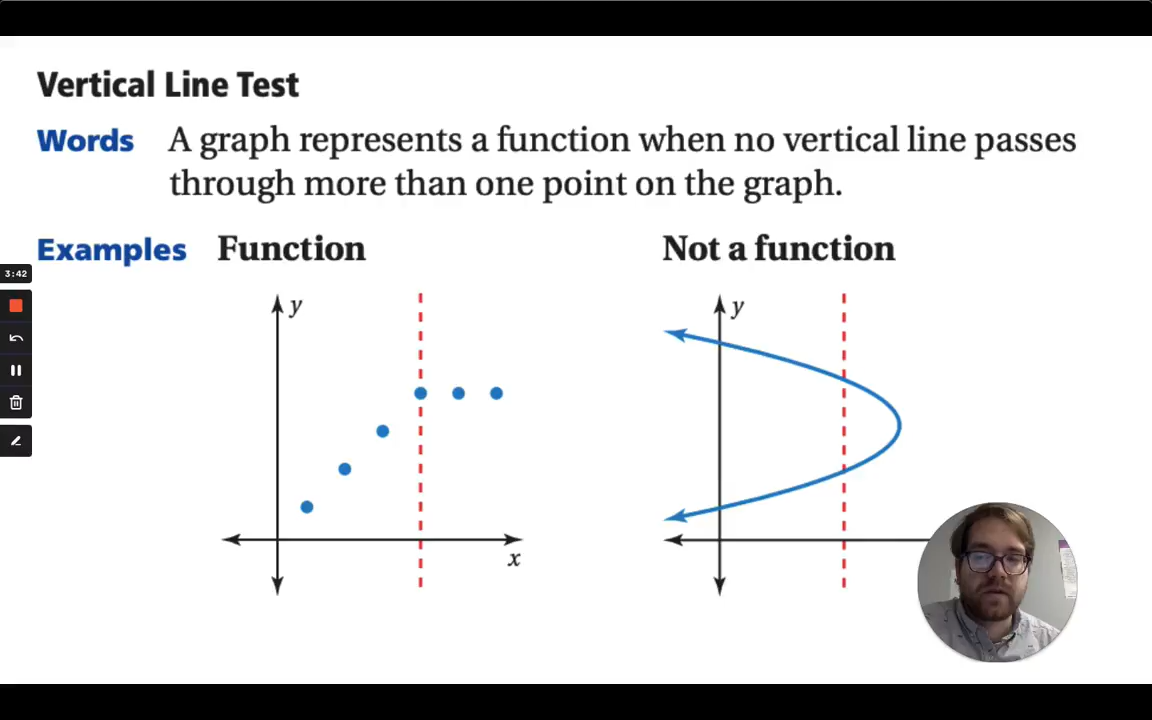 Vertical Line Test
Words A graph represents a function when no vertical line passes
through more than one point on the graph.
Examples Function Not a function
3:42
y y
x